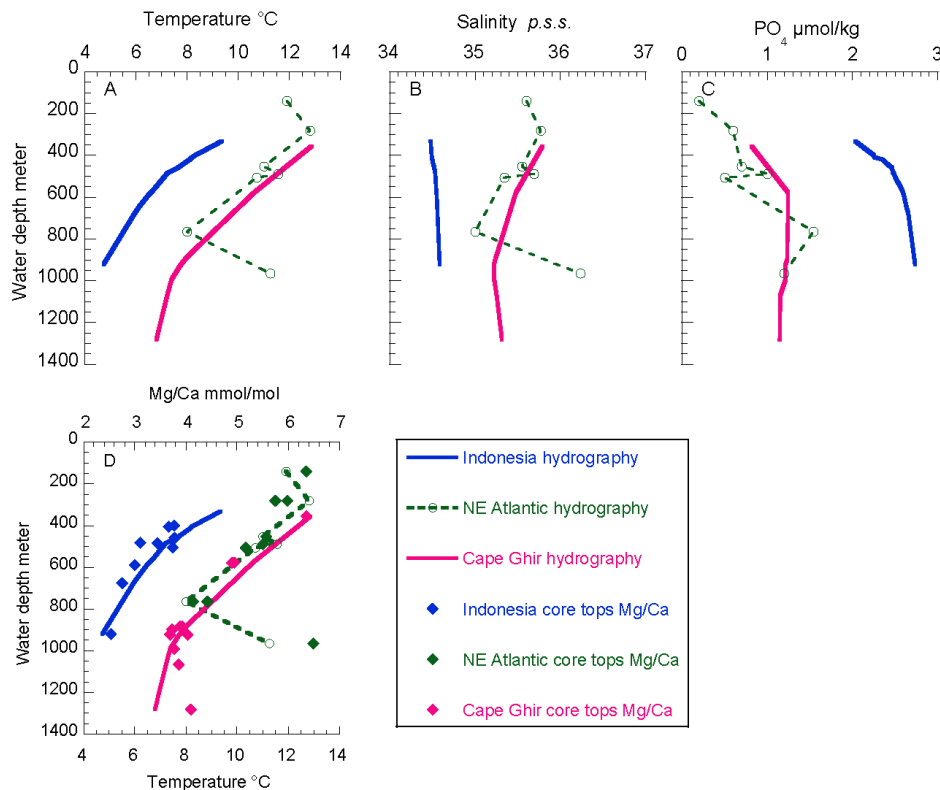 Temperature °C
Salinity p.s.s.
PO4 µmol/kg
4 6 8 10 12 14
34 35 36 37
0 1 2 3
0
200
400
600
800
1000
1200
1400
Water depth meter
A
B
C
Mg/Ca mmol/mol
2 3 4 5 6 7
0
200
400
600
800
1000
1200
1400
Water depth meter
D
4 6 8 10 12 14
Temperature °C
Indonesia hydrography
NE Atlantic hydrography
Cape Ghir hydrography
Indonesia core tops Mg/Ca
NE Atlantic core tops Mg/Ca
Cape Ghir core tops Mg/Ca